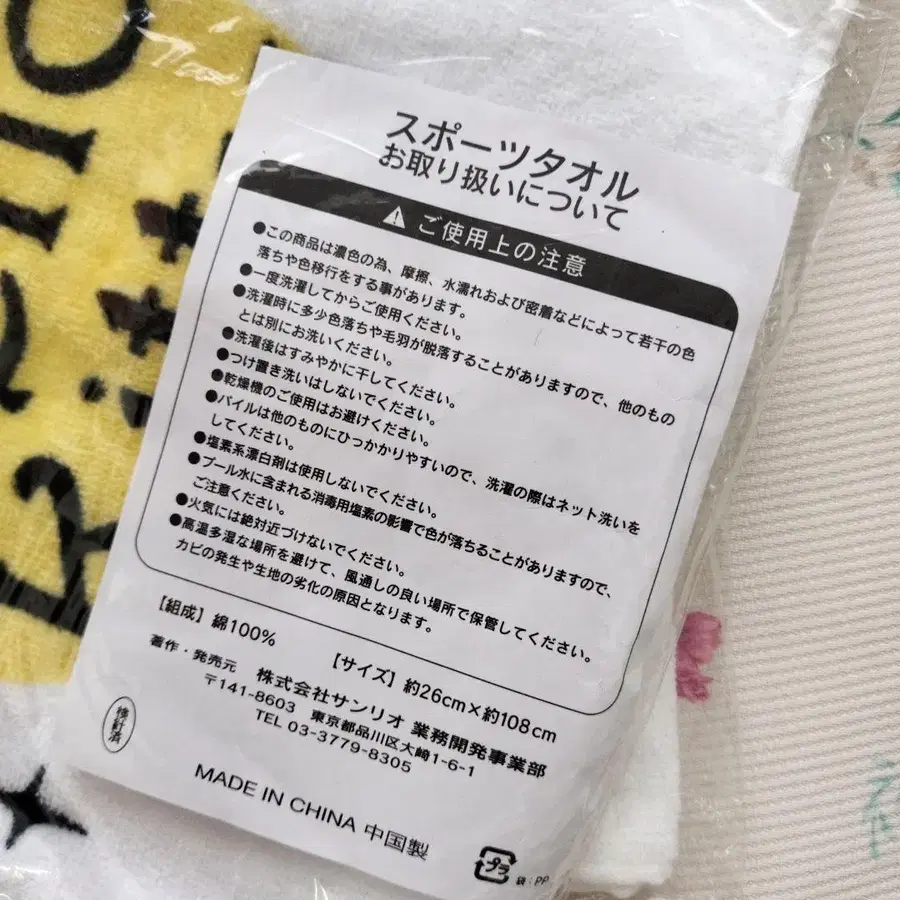 スポーツタオル
お取り扱いについて
ご使用上の注意
●この商品は濃色の為、摩擦、水濡れおよび密着などによって若干の色
落ちや色移行をする事があります。
●一度洗濯してからご使用ください。
●洗濯時に多少色落ちや毛羽が脱落することがありますので、他のもの
とは別にお洗いください。
●洗濯後はすみやかに干してください。
●つけ置き洗いはしないでください。
●乾燥機のご使用はお避けください。
●パイルは他のものにひっかかりやすいので、洗濯の際はネット洗いを
してください。
●塩素系漂白剤は使用しないでください。
●プール水に含まれる消毒用塩素の影響で色が落ちることがありますので、
ご注意ください。
●火気には絶対近づけないでください。
●高温多湿な場所を避けて、風通しの良い場所で保管してください。
カビの発生や生地の劣化の原因となります。
【組成】綿100%
【サイズ】約26cm×約108cm
著作・発売元 株式会社サンリオ 業務開発事業部
〒141-8603 東京都品川区大崎1-6-1
TEL 03-3779-8305
検針済
MADE IN CHINA 中国製
プラ
袋:PP